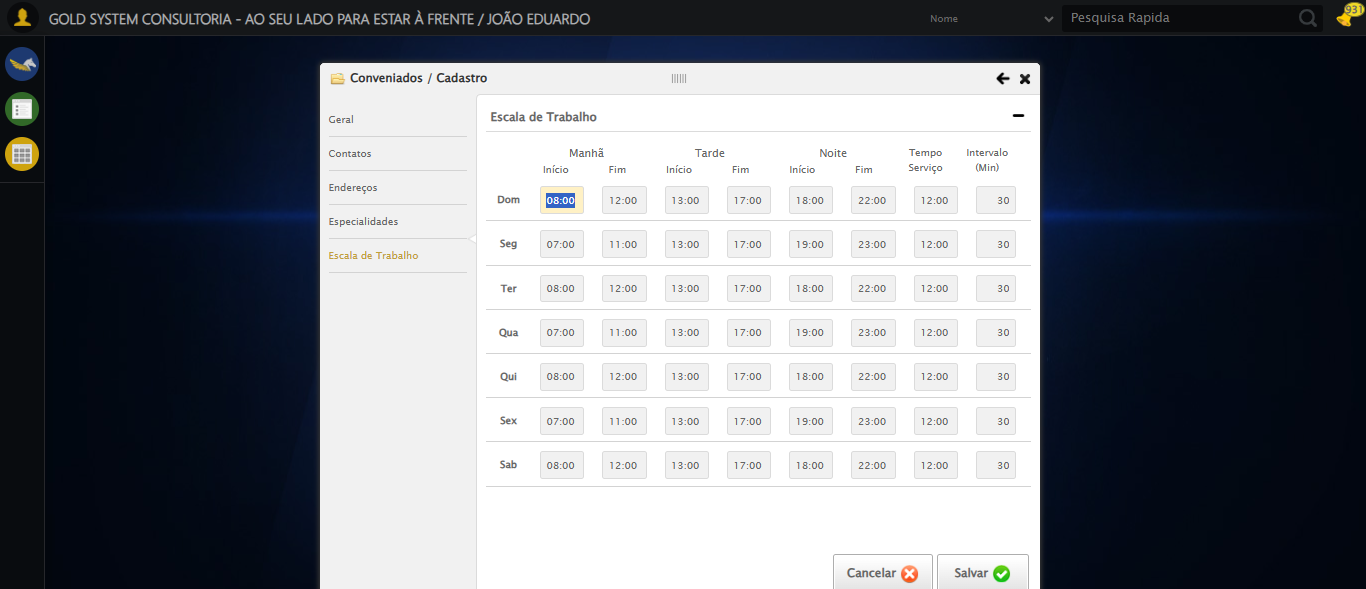 GOLD SYSTEM CONSULTORIA - AO SEU LADO PARA ESTAR À FRENTE / JOÃO EDUARDO
Nome
Pesquisa Rapida
931
Conveniados / Cadastro
Geral
Contatos
Endereços
Especialidades
Escala de Trabalho
Escala de Trabalho
Manhã Tarde Noite Tempo Intervalo
Início Fim Início Fim Início Fim Serviço (Min)
Dom 08:00 12:00 13:00 17:00 18:00 22:00 12:00 30
Seg 07:00 11:00 13:00 17:00 19:00 23:00 12:00 30
Ter 08:00 12:00 13:00 17:00 18:00 22:00 12:00 30
Qua 07:00 11:00 13:00 17:00 19:00 23:00 12:00 30
Qui 08:00 12:00 13:00 17:00 18:00 22:00 12:00 30
Sex 07:00 11:00 13:00 17:00 19:00 23:00 12:00 30
Sab 08:00 12:00 13:00 17:00 18:00 22:00 12:00 30
Cancelar Salvar